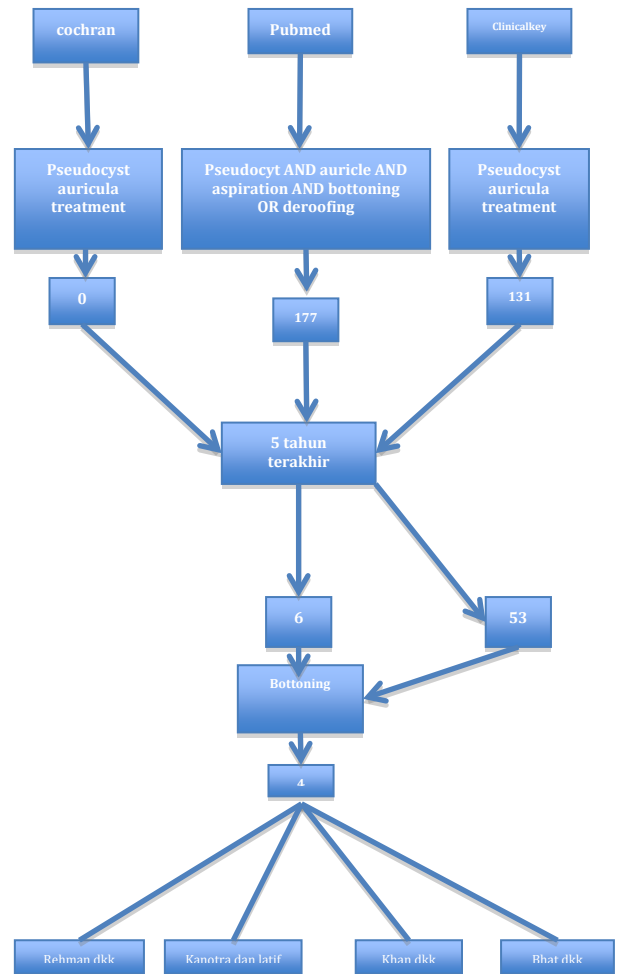 cochran
Pubmed
Clinicalkey
Pseudocyst
auricula
treatment
Pseudocyt AND auricle AND
aspiration AND bottoning
OR deroofing
Pseudocyst
auricula
treatment
0
177
131
5 tahun
terakhir
6
53
Bottoning
4
Rehman dkk
Kanotra dan latif
Khan dkk
Bhat dkk